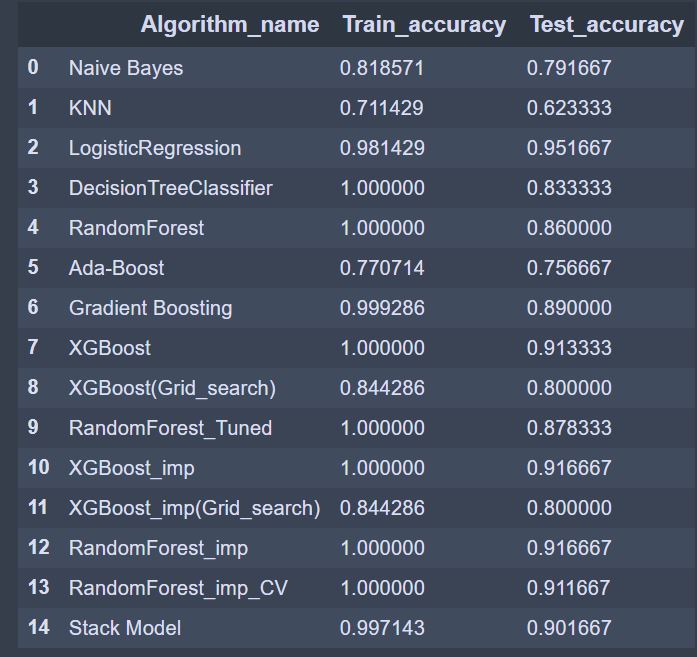 Algorithm_name Train_accuracy Test_accuracy
0 Naive Bayes 0.818571 0.791667
1 KNN 0.711429 0.623333
2 LogisticRegression 0.981429 0.951667
3 DecisionTreeClassifier 1.000000 0.833333
4 RandomForest 1.000000 0.860000
5 Ada-Boost 0.770714 0.756667
6 Gradient Boosting 0.999286 0.890000
7 XGBoost 1.000000 0.913333
8 XGBoost(Grid_search) 0.844286 0.800000
9 RandomForest_Tuned 1.000000 0.878333
10 XGBoost_imp 1.000000 0.916667
11 XGBoost_imp(Grid_search) 0.844286 0.800000
12 RandomForest_imp 1.000000 0.916667
13 RandomForest_imp_CV 1.000000 0.911667
14 Stack Model 0.997143 0.901667